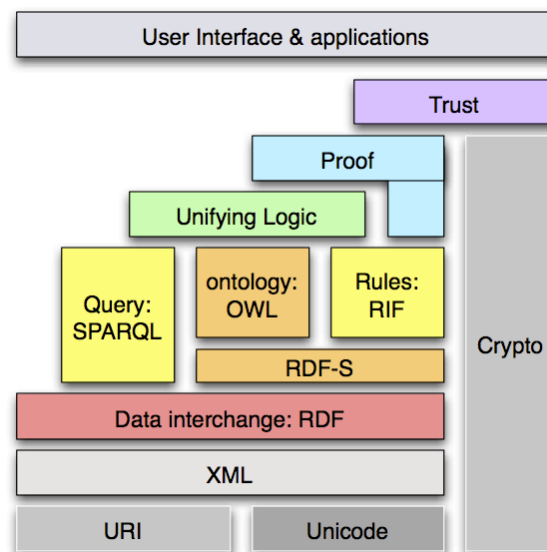 User Interface & applications
Trust
Proof
Unifying Logic
Query:
SPARQL
ontology:
OWL
Rules:
RIF
Crypto
RDF-S
Data interchange: RDF
XML
URI
Unicode